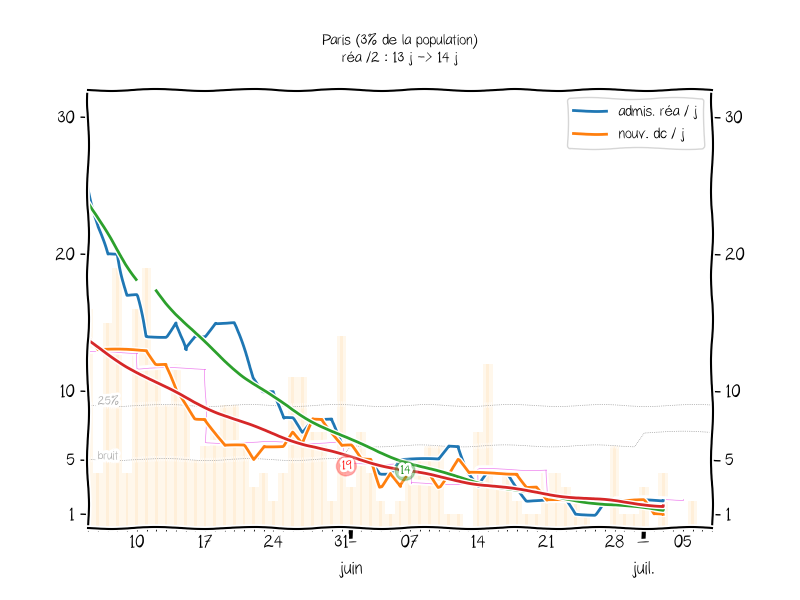 Paris (3% de la population)
réa /2 : 13 j -> 14 j
admis. réa / j
nouv. dc / j
30
30
20
20
10
10
25%
bruit
5
5
19
14
1
1
10 17 24 31 07 14 21 28 05
juin juil.